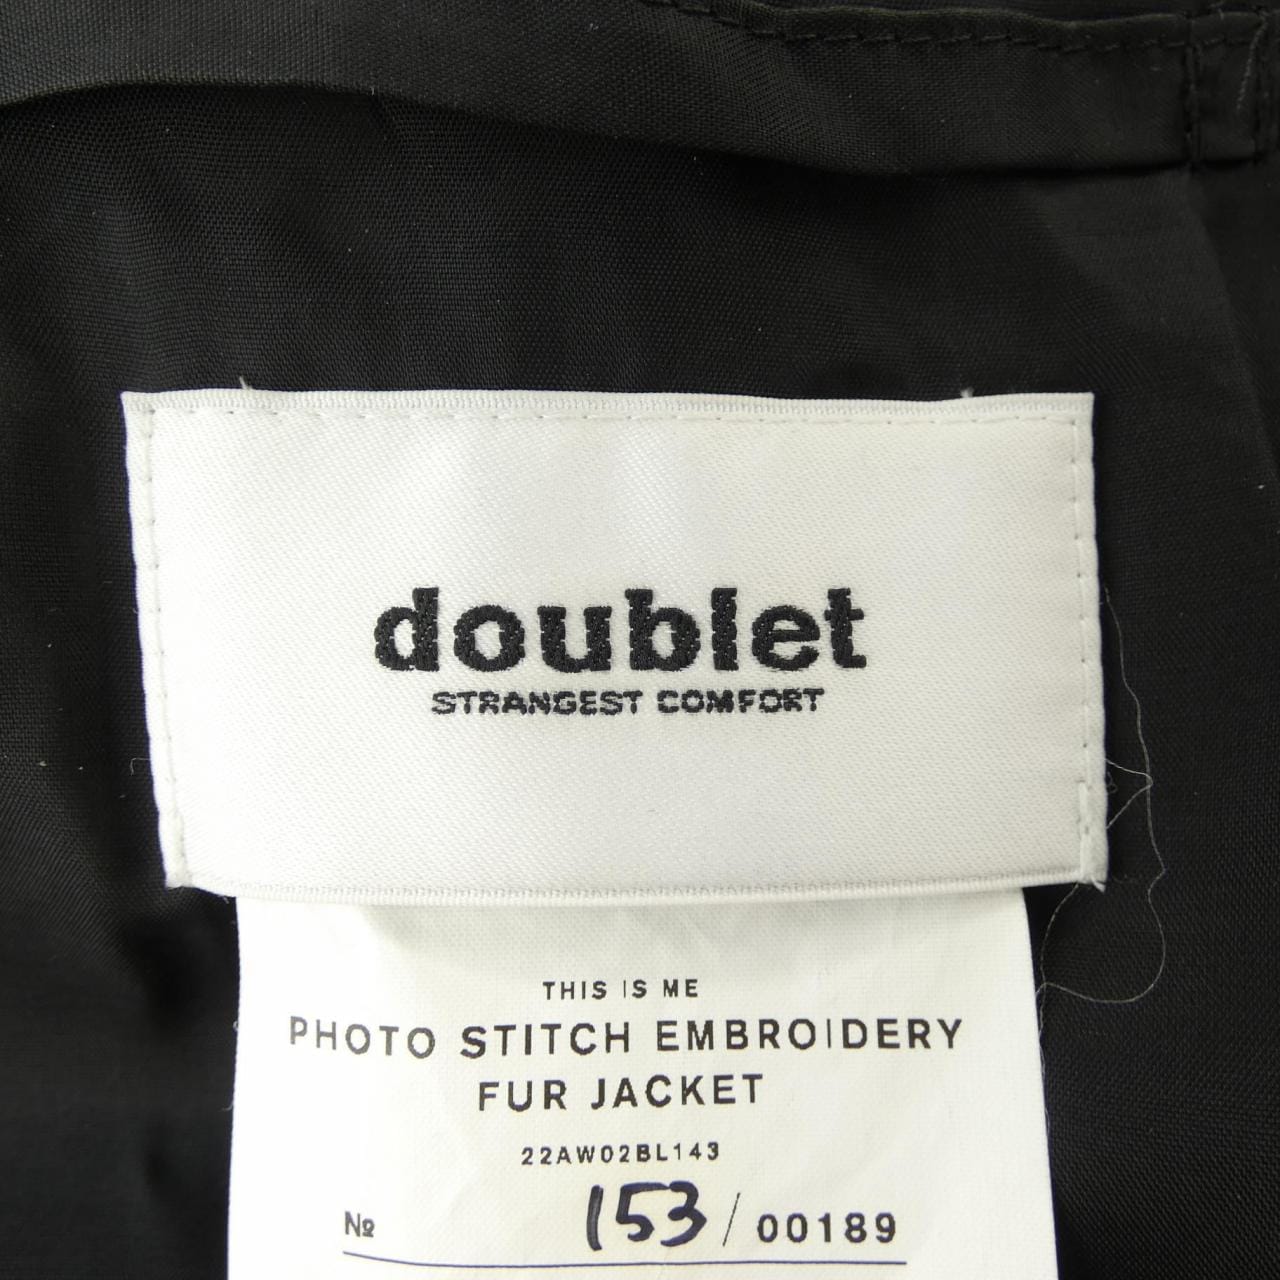 doublet
STRANGEST COMFORT
THIS IS ME
PHOTO STITCH EMBROIDERY
FUR JACKET
22AW02BL143
№ 153 / 00189